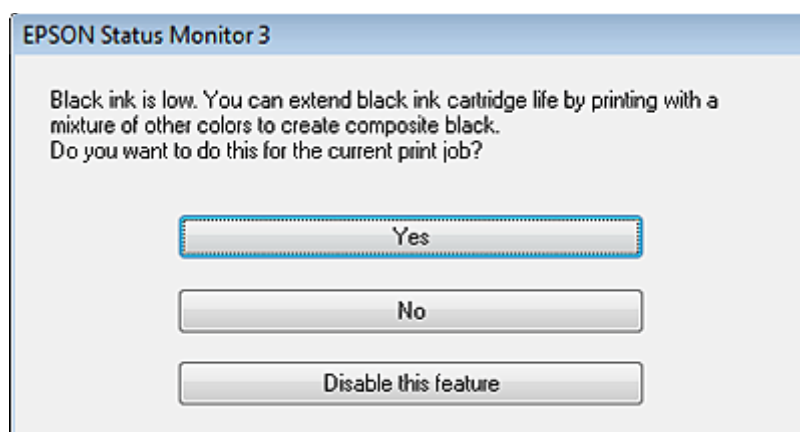 EPSON Status Monitor 3
Black ink is low. You can extend black ink cartridge life by printing with a
mixture of other colors to create composite black.
Do you want to do this for the current print job?
Yes
No
Disable this feature